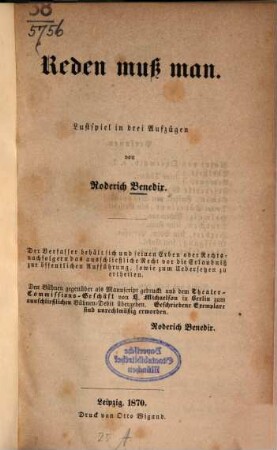 38
5756
Reden muß man.
Lustspiel in drei Aufzügen
von
Roderich Benedix.
Der Verfasser behält sich und seinen Erben oder Rechts-
nachfolgern das ausschließliche Recht vor die Erlaubniß
zur öffentlichen Aufführung, sowie zum Uebersetzen zu
ertheilen.
Den Bühnen gegenüber als Manuscript gedruckt und dem Theater-
Commissions-Geschäft von H. Michaelson in Berlin zum
ausschließlichen Bühnen-Debit übergeben. Geschriebene Exemplare
sind unrechtmäßig erworben.
Roderich Benedix.
Leipzig, 1870.
Druck von Otto Wigand.